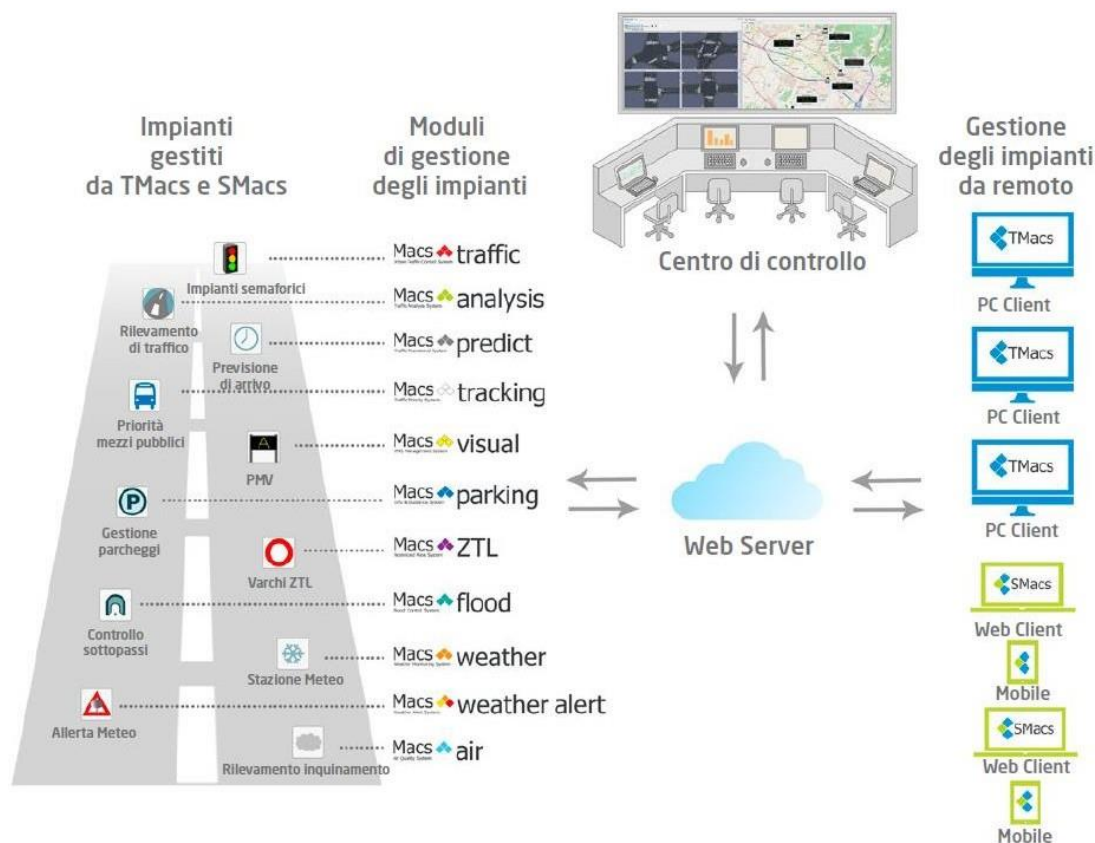 Impianti
gestiti
da TMacs e SMacs
Moduli
di gestione
degli impianti
Centro di controllo
Gestione
degli impianti
da remoto
Impianti semaforici
Rilevamento
di traffico
Previsione
di arrivo
Priorità
mezzi pubblici
PMV
Gestione
parcheggi
Varchi ZTL
Controllo
sottopassi
Stazione Meteo
Allerta Meteo
Rilevamento inquinamento
Macs traffic
Macs analysis
Macs predict
Macs tracking
Macs visual
Macs parking
Macs ZTL
Macs flood
Macs weather
Macs weather alert
Macs air
Web Server
TMacs
PC Client
TMacs
PC Client
TMacs
PC Client
SMacs
Web Client
Mobile
SMacs
Web Client
Mobile
P